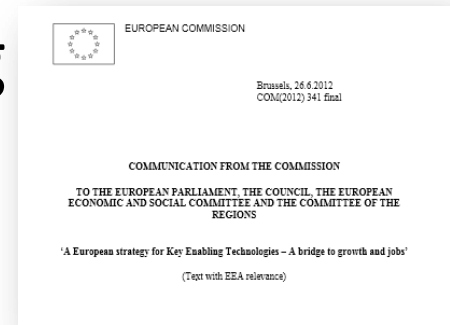 EUROPEAN COMMISSION
Brussels, 26.6.2012
COM(2012) 341 final
COMMUNICATION FROM THE COMMISSION
TO THE EUROPEAN PARLIAMENT, THE COUNCIL, THE EUROPEAN
ECONOMIC AND SOCIAL COMMITTEE AND THE COMMITTEE OF THE
REGIONS
‘A European strategy for Key Enabling Technologies – A bridge to growth and jobs’
(Text with EEA relevance)